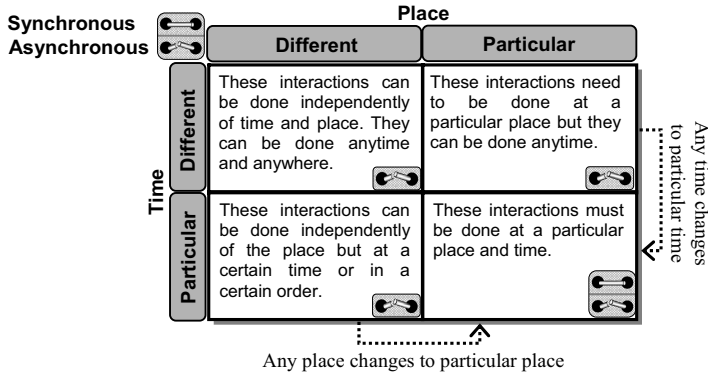 Place
Synchronous
Asynchronous
Different
Particular
Time
Different
These interactions can
be done independently
of time and place. They
can be done anytime
and anywhere.
These interactions need
to be done at a
particular place but they
can be done anytime.
Particular
These interactions can
be done independently
of the place but at a
certain time or in a
certain order.
These interactions must
be done at a particular
place and time.
Any time changes
to particular time
Any place changes to particular place